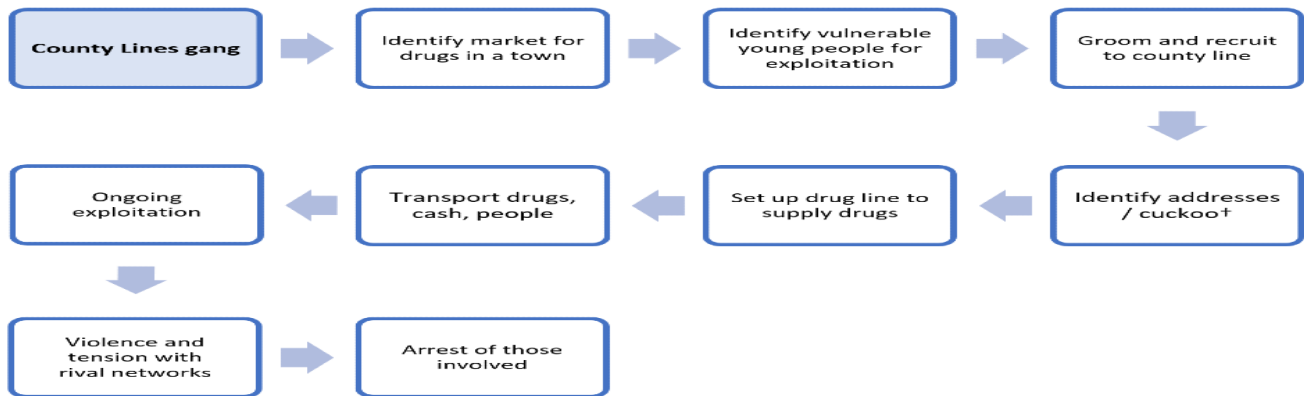 County Lines gang
Identify market for
drugs in a town
Identify vulnerable
young people for
exploitation
Groom and recruit
to county line
Identify addresses
/ cuckoo†
Set up drug line to
supply drugs
Transport drugs,
cash, people
Ongoing
exploitation
Violence and
tension with
rival networks
Arrest of those
involved